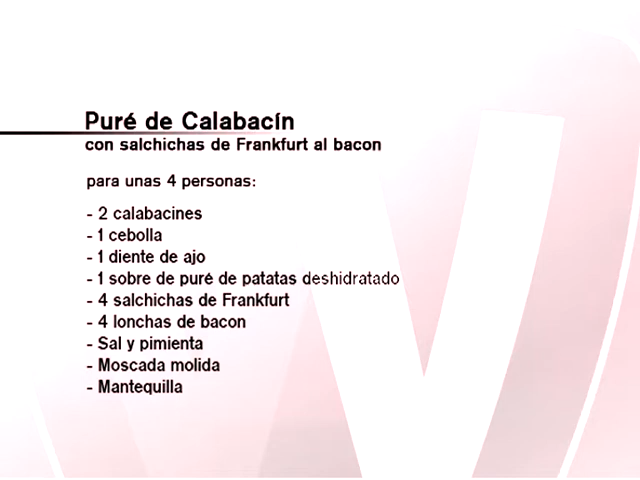 Puré de Calabacín
con salchichas de Frankfurt al bacon
para unas 4 personas:
- 2 calabacines
- 1 cebolla
- 1 diente de ajo
- 1 sobre de puré de patatas deshidratado
- 4 salchichas de Frankfurt
- 4 lonchas de bacon
- Sal y pimienta
- Moscada molida
- Mantequilla